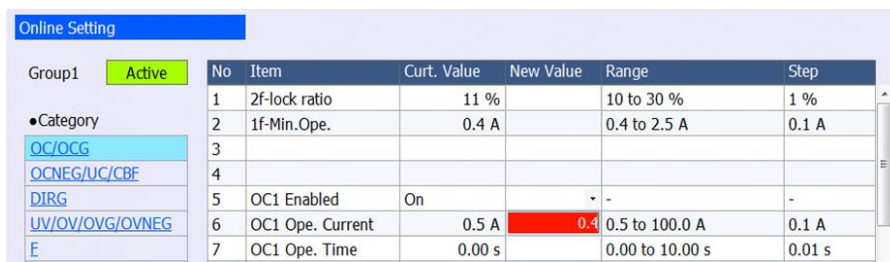 Online Setting
Group1 Active
●Category
OC/OCG
OCNEG/UC/CBF
DIRG
UV/OV/OVG/OVNEG
F
No Item Curt. Value New Value Range Step
1 2f-lock ratio 11 % 10 to 30 % 1 %
2 1f-Min.Ope. 0.4 A 0.4 to 2.5 A 0.1 A
3
4
5 OC1 Enabled On - -
6 OC1 Ope. Current 0.5 A 0.4 0.5 to 100.0 A 0.1 A
7 OC1 Ope. Time 0.00 s 0.00 to 10.00 s 0.01 s